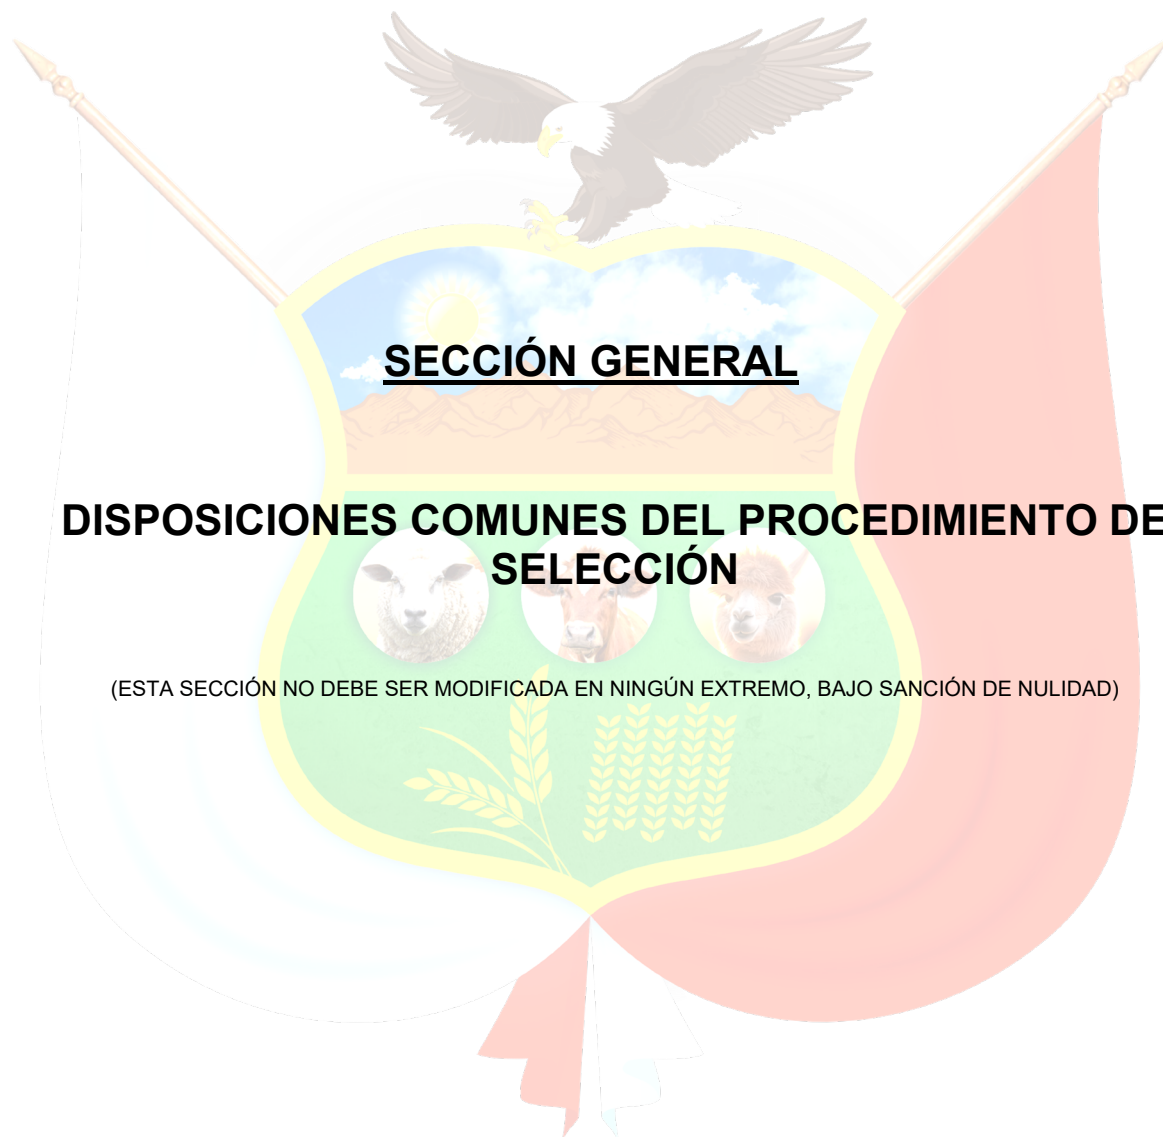 SECCIÓN GENERAL
DISPOSICIONES COMUNES DEL PROCEDIMIENTO DE
SELECCIÓN
(ESTA SECCIÓN NO DEBE SER MODIFICADA EN NINGÚN EXTREMO, BAJO SANCIÓN DE NULIDAD)